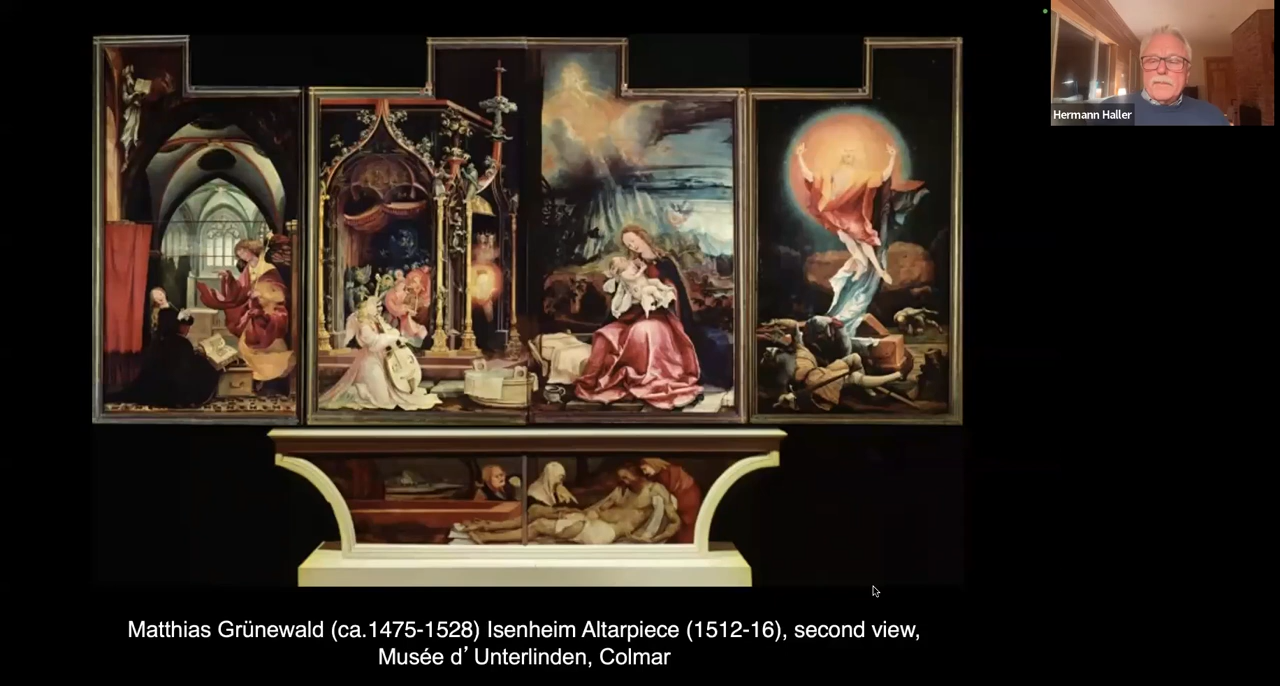 Hermann Haller
Matthias Grünewald (ca.1475-1528) Isenheim Altarpiece (1512-16), second view,
Musée d’ Unterlinden, Colmar